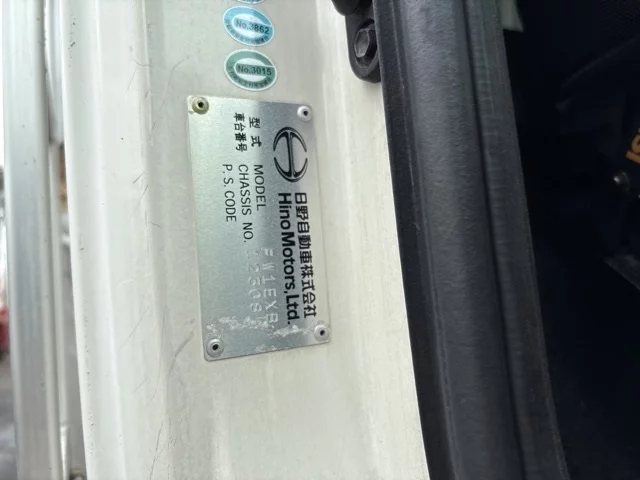 No.3862
No.3015
日野自動車株式会社
Hino Motors, Ltd.
型式 MODEL FW1EXB
車台番号 CHASSIS NO.
P.S. CODE